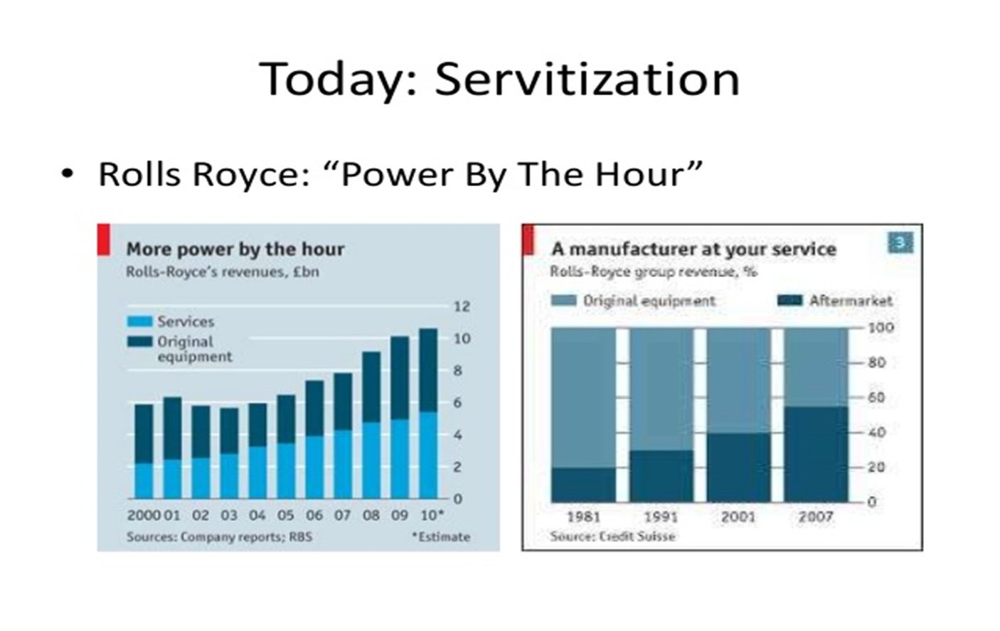 Today: Servitization
• Rolls Royce: “Power By The Hour”
More power by the hour
Rolls-Royce's revenues, £bn
12
Services
10
Original
equipment
8
6
4
2
0
2000 01 02 03 04 05 06 07 08 09 10*
Sources: Company reports; RBS *Estimate
3
A manufacturer at your service
Rolls-Royce group revenue, %
Original equipment Aftermarket
100
80
60
40
20
0
1981 1991 2001 2007
Source: Credit Suisse